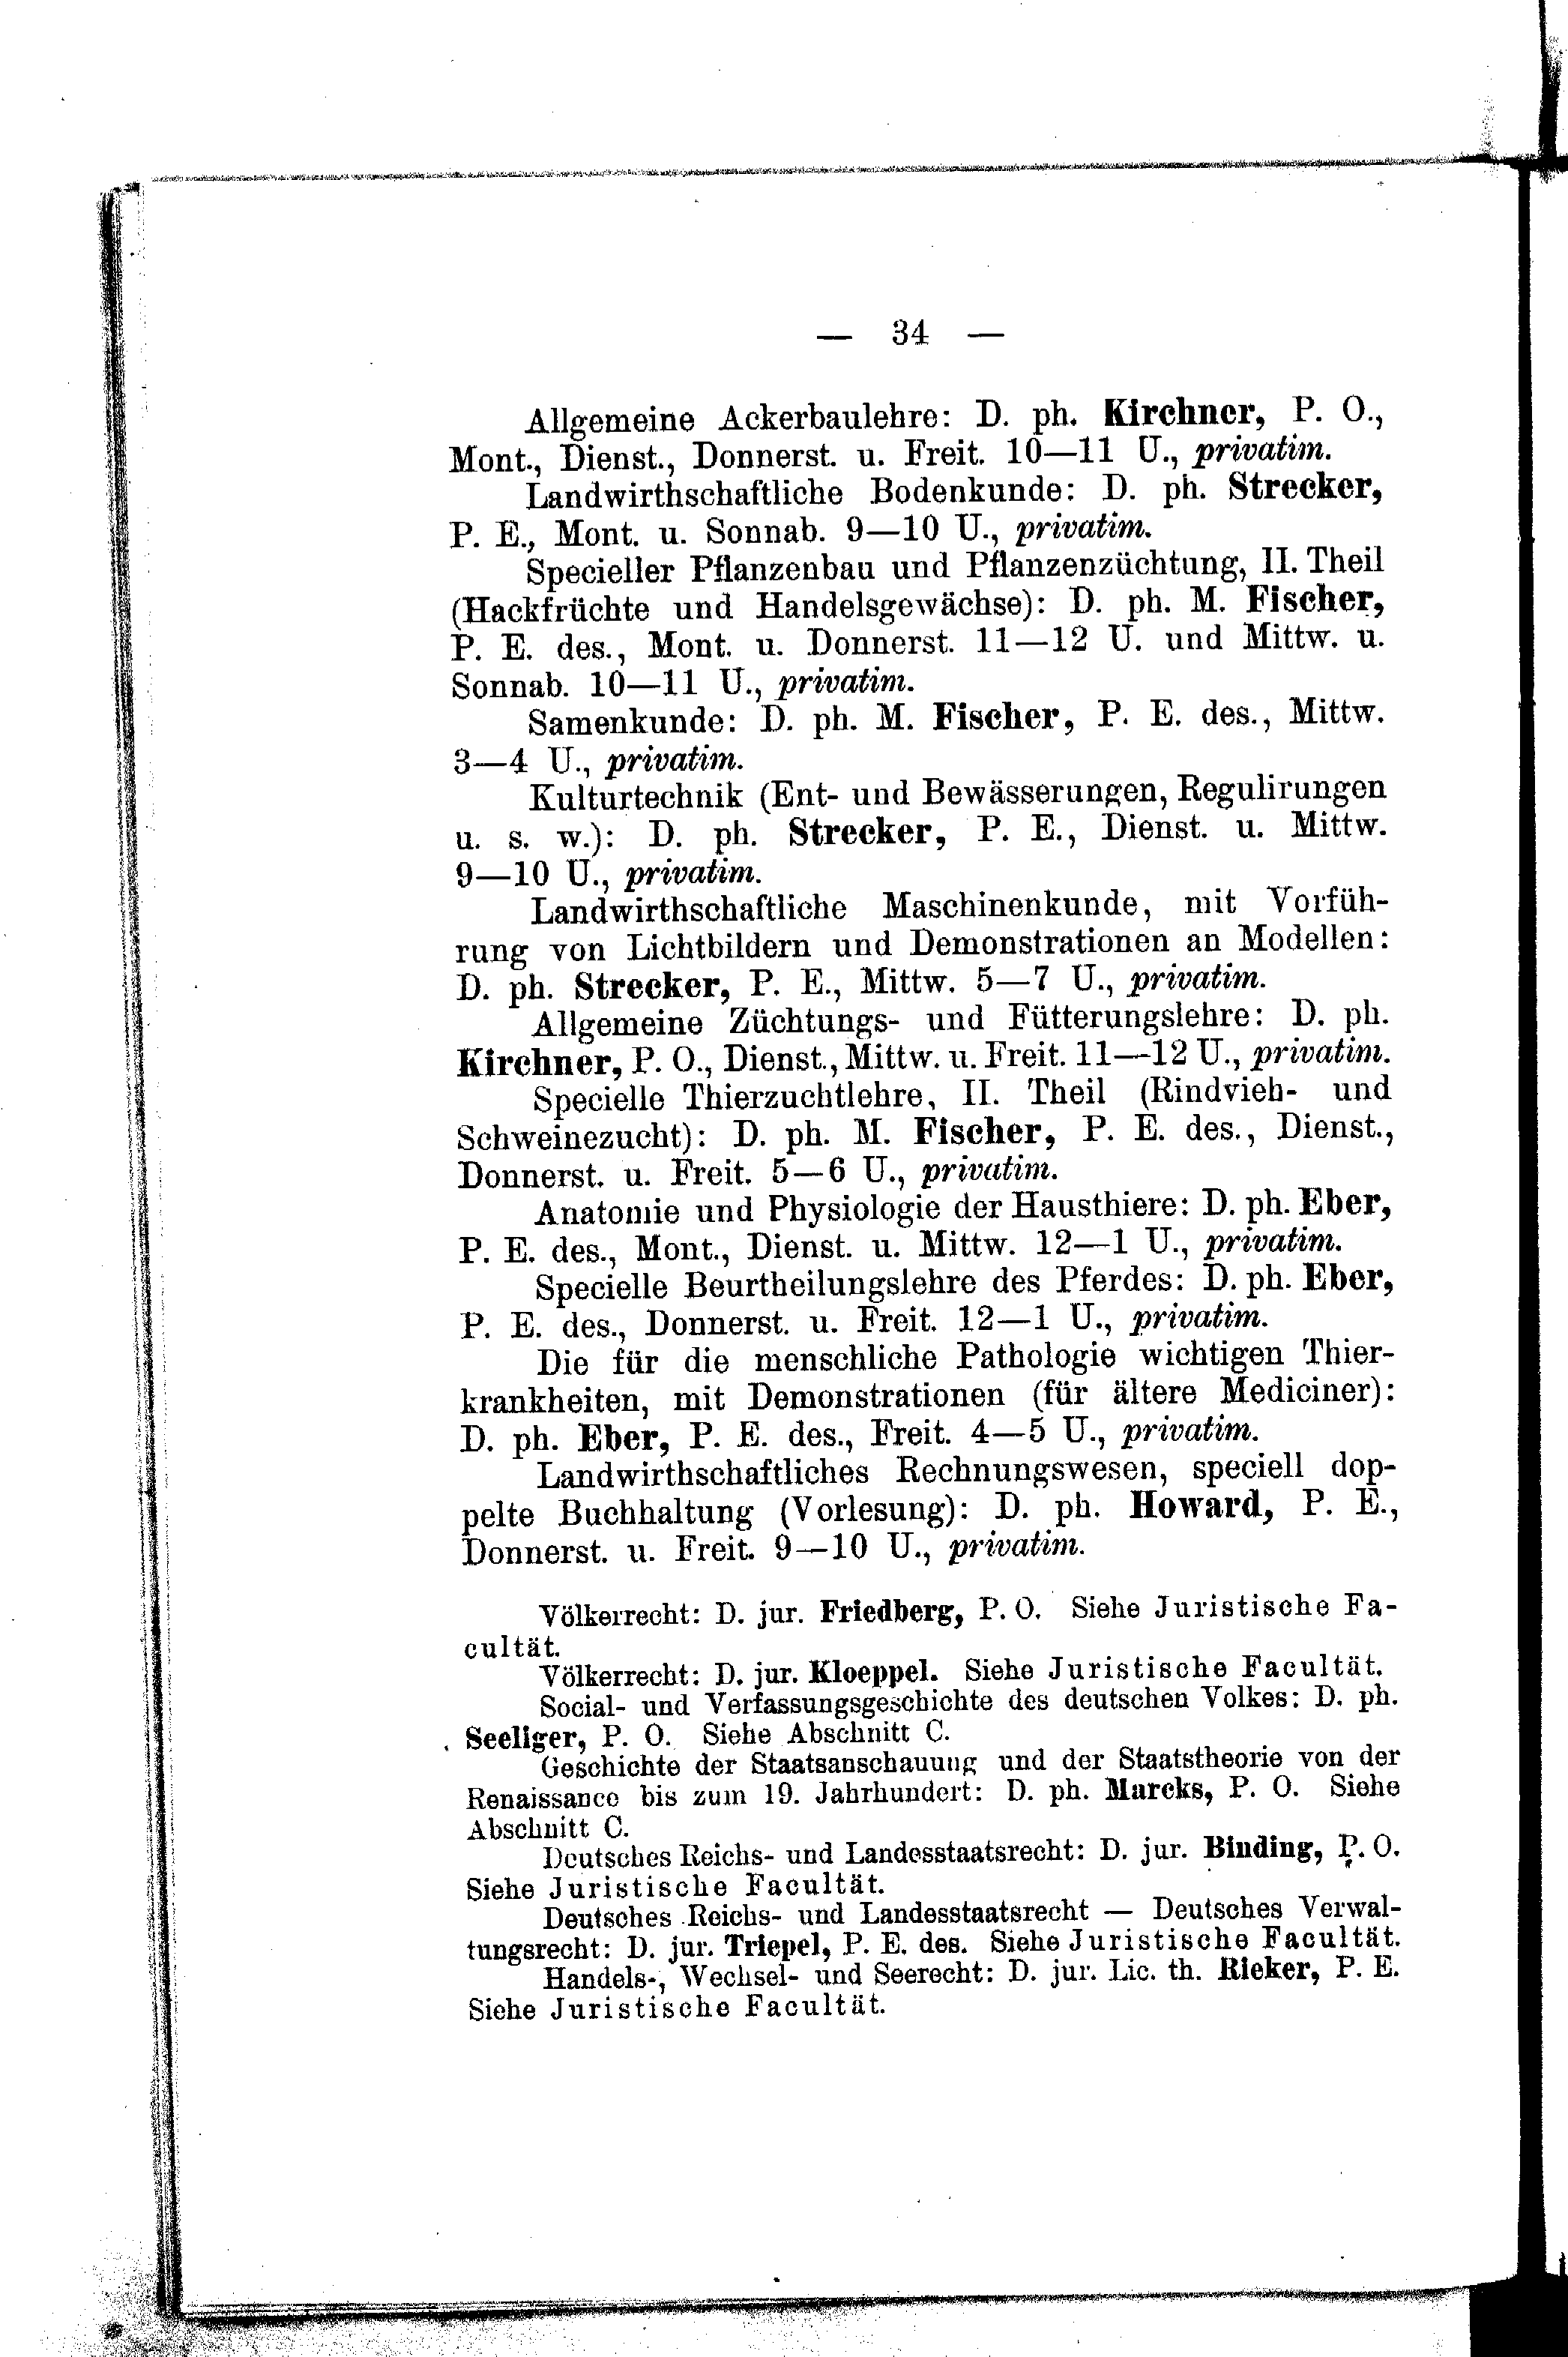 — 34 —
Allgemeine Ackerbaulehre: D. ph. Kirchner, P. O.,
Mont., Dienst., Donnerst. u. Freit. 10—11 U., privatim.
Landwirthschaftliche Bodenkunde: D. ph. Strecker,
P. E., Mont. u. Sonnab. 9—10 U., privatim.
Specieller Pflanzenbau und Pflanzenzüchtung, II. Theil
(Hackfrüchte und Handelsgewächse): D. ph. M. Fischer,
P. E. des., Mont. u. Donnerst. 11—12 U. und Mittw. u.
Sonnab. 10—11 U., privatim.
Samenkunde: D. ph. M. Fischer, P. E. des., Mittw.
3—4 U., privatim.
Kulturtechnik (Ent- und Bewässerungen, Regulirungen
u. s. w.): D. ph. Strecker, P. E., Dienst. u. Mittw.
9—10 U., privatim.
Landwirthschaftliche Maschinenkunde, mit Vorfüh-
rung von Lichtbildern und Demonstrationen an Modellen:
D. ph. Strecker, P. E., Mittw. 5—7 U., privatim.
Allgemeine Züchtungs- und Fütterungslehre: D. ph.
Kirchner, P. O., Dienst., Mittw. u. Freit. 11—12 U., privatim.
Specielle Thierzuchtlehre, II. Theil (Rindvieh- und
Schweinezucht): D. ph. M. Fischer, P. E. des., Dienst.,
Donnerst. u. Freit. 5—6 U., privatim.
Anatomie und Physiologie der Hausthiere: D. ph. Eber,
P. E. des., Mont., Dienst. u. Mittw. 12—1 U., privatim.
Specielle Beurtheilungslehre des Pferdes: D. ph. Eber,
P. E. des., Donnerst. u. Freit. 12—1 U., privatim.
Die für die menschliche Pathologie wichtigen Thier-
krankheiten, mit Demonstrationen (für ältere Mediciner):
D. ph. Eber, P. E. des., Freit. 4—5 U., privatim.
Landwirthschaftliches Rechnungswesen, speciell dop-
pelte Buchhaltung (Vorlesung): D. ph. Howard, P. E.,
Donnerst. u. Freit. 9—10 U., privatim.
Völkerrecht: D. jur. Friedberg, P. O. Siehe Juristische Fa-
cultät.
Völkerrecht: D. jur. Kloeppel. Siehe Juristische Facultät.
Social- und Verfassungsgeschichte des deutschen Volkes: D. ph.
Seeliger, P. O. Siehe Abschnitt C.
Geschichte der Staatsanschauung und der Staatstheorie von der
Renaissance bis zum 19. Jahrhundert: D. ph. Marcks, P. O. Siehe
Abschnitt C.
Deutsches Reichs- und Landesstaatsrecht: D. jur. Binding, P. O.
Siehe Juristische Facultät.
Deutsches Reichs- und Landesstaatsrecht — Deutsches Verwal-
tungsrecht: D. jur. Triepel, P. E. des. Siehe Juristische Facultät.
Handels-, Wechsel- und Seerecht: D. jur. Lic. th. Rieker, P. E.
Siehe Juristische Facultät.